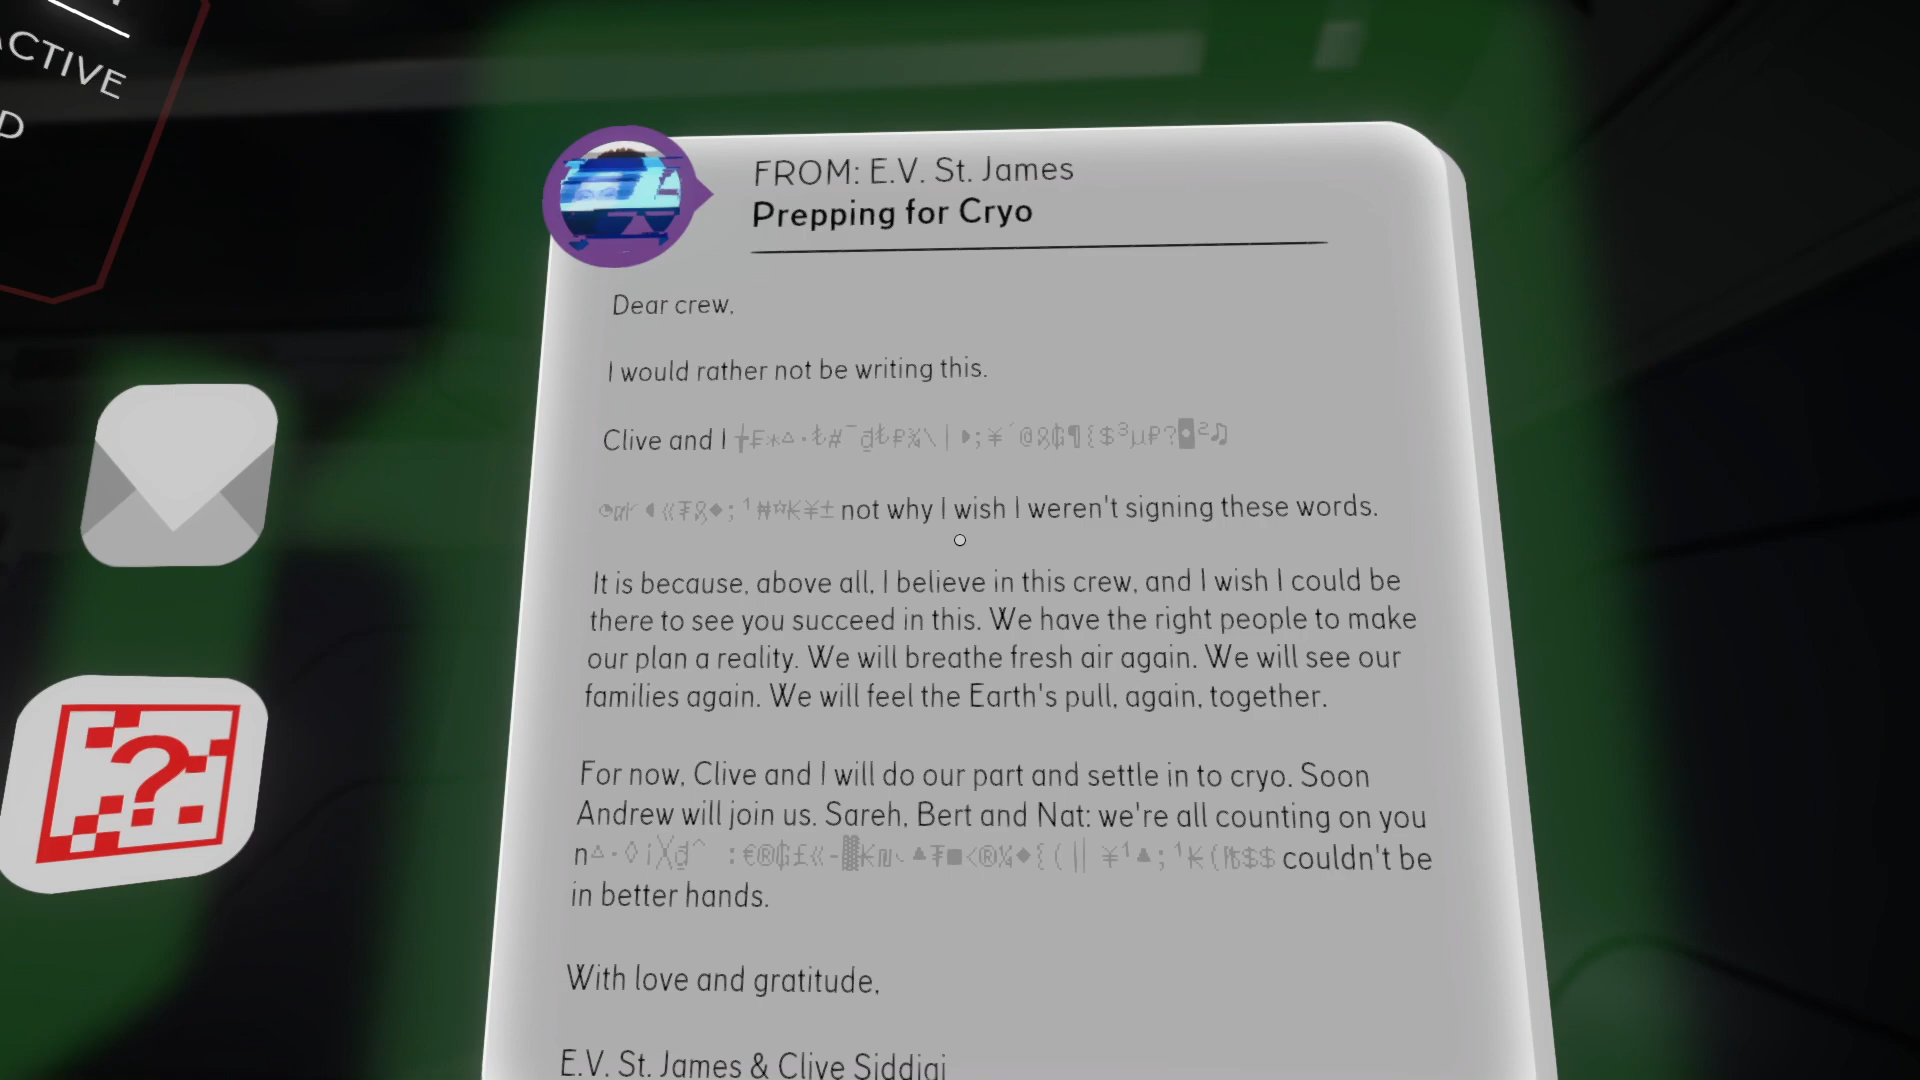 ACTIVE
D
FROM: E.V. St. James
Prepping for Cryo
Dear crew,
I would rather not be writing this.
Clive and I
not why I wish I weren't signing these words.
It is because, above all, I believe in this crew, and I wish I could be
there to see you succeed in this. We have the right people to make
our plan a reality. We will breathe fresh air again. We will see our
families again. We will feel the Earth's pull, again, together.
For now, Clive and I will do our part and settle in to cryo. Soon
Andrew will join us. Sareh, Bert and Nat: we're all counting on you
n couldn't be
in better hands.
With love and gratitude,
E.V. St. James & Clive Siddiqi
?